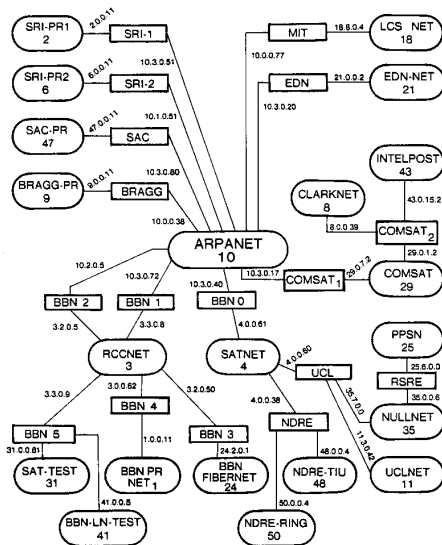 SRI-PR1
2
2.0.0.11
SRI-1
10.3.0.51
MIT
18.8.0.4
LCS NET
18
10.0.0.77
SRI-PR2
6
6.0.0.11
SRI-2
10.1.0.51
EDN
21.0.0.2
EDN-NET
21
10.3.0.20
SAC-PR
47
47.0.0.11
SAC
10.3.0.80
INTELPOST
43
43.0.15.2
BRAGG-PR
9
9.0.0.11
BRAGG
10.0.0.38
CLARKNET
8
8.0.0.39
COMSAT2
29.0.1.2
ARPANET
10
10.3.0.17
COMSAT1
29.0.7.2
COMSAT
29
10.2.0.5
10.3.0.72
10.3.0.40
BBN 2
BBN 1
BBN 0
3.2.0.5
3.3.0.8
4.0.0.61
RCCNET
3
SATNET
4
4.0.0.60
UCL
PPSN
25
25.6.0.0
RSRE
35.0.0.6
35.7.0.0
NULLNET
35
3.3.0.9
3.0.0.62
3.2.0.50
4.0.0.38
11.3.0.42
UCLNET
11
BBN 5
BBN 4
BBN 3
NDRE
31.0.0.81
1.0.0.11
24.2.0.1
48.0.0.4
SAT-TEST
31
BBN PR
NET1
BBN
FIBERNET
24
NDRE-TIU
48
41.0.0.5
50.0.0.4
BBN-LN-TEST
41
NDRE-RING
50